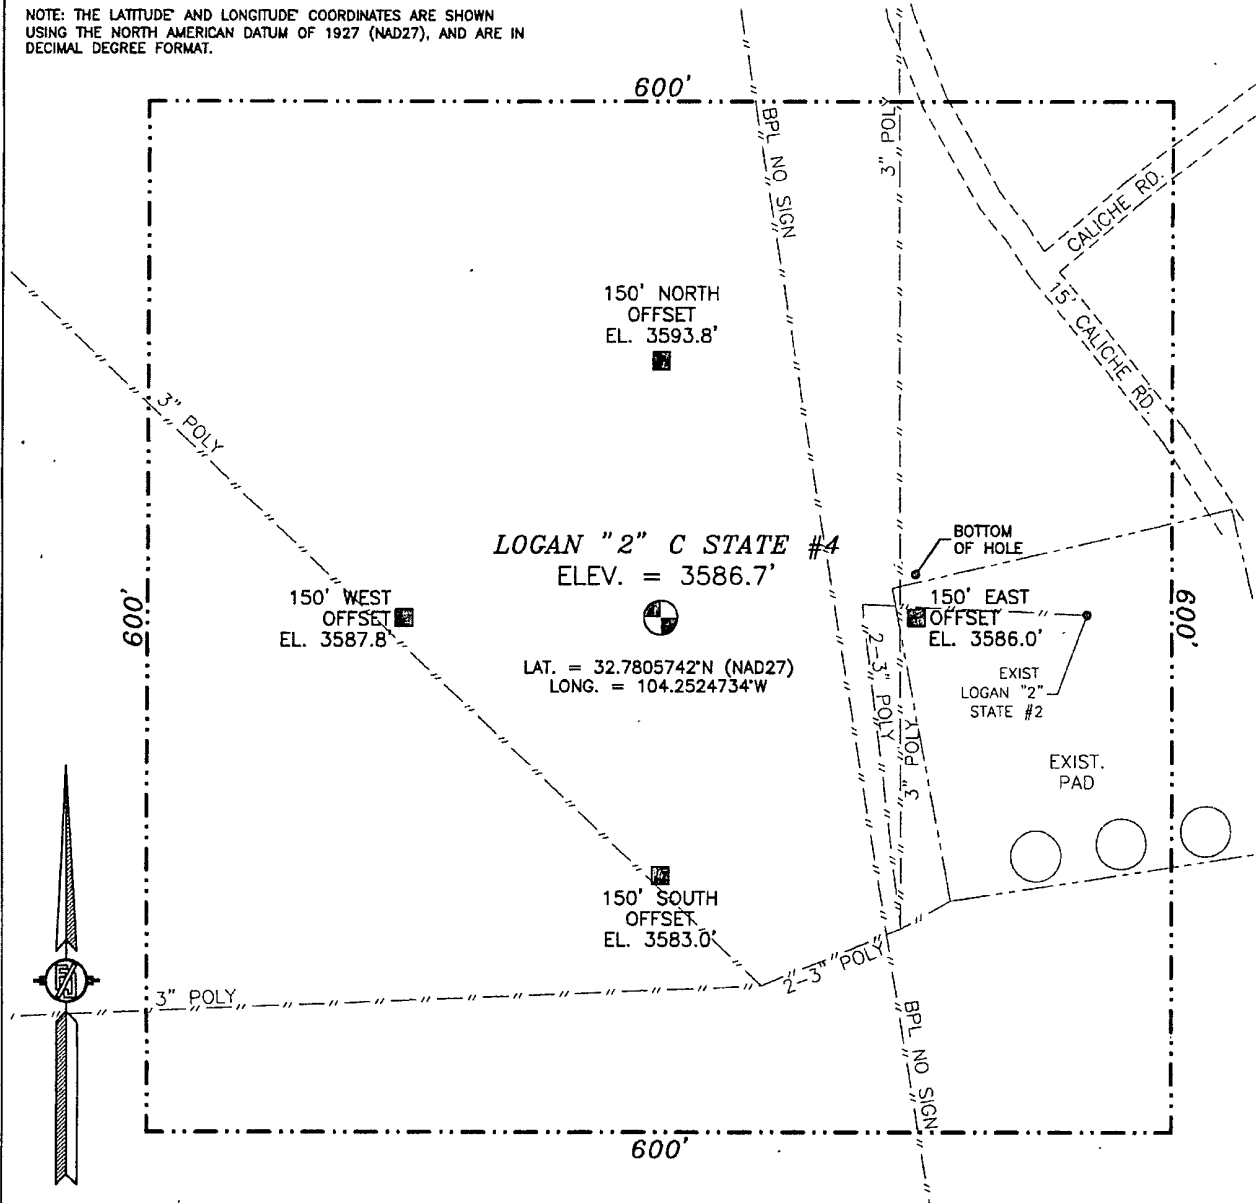 NOTE: THE LATITUDE AND LONGITUDE COORDINATES ARE SHOWN
USING THE NORTH AMERICAN DATUM OF 1927 (NAD27), AND ARE IN
DECIMAL DEGREE FORMAT.
600'
BPL NO SIGN
3" POLY
CALICHE RD.
15' CALICHE RD.
150' NORTH
OFFSET
EL. 3593.8'
3" POLY
LOGAN "2" C STATE #4
ELEV. = 3586.7'
BOTTOM
OF HOLE
600'
150' WEST
OFFSET
EL. 3587.8'
150' EAST
OFFSET
EL. 3586.0'
600'
LAT. = 32.7805742°N (NAD27)
LONG. = 104.2524734°W
2-3" POLY
3" POLY
EXIST
LOGAN "2"
STATE #2
EXIST.
PAD
150' SOUTH
OFFSET
EL. 3583.0'
2-3" POLY
3" POLY
BPL NO SIGN
600'